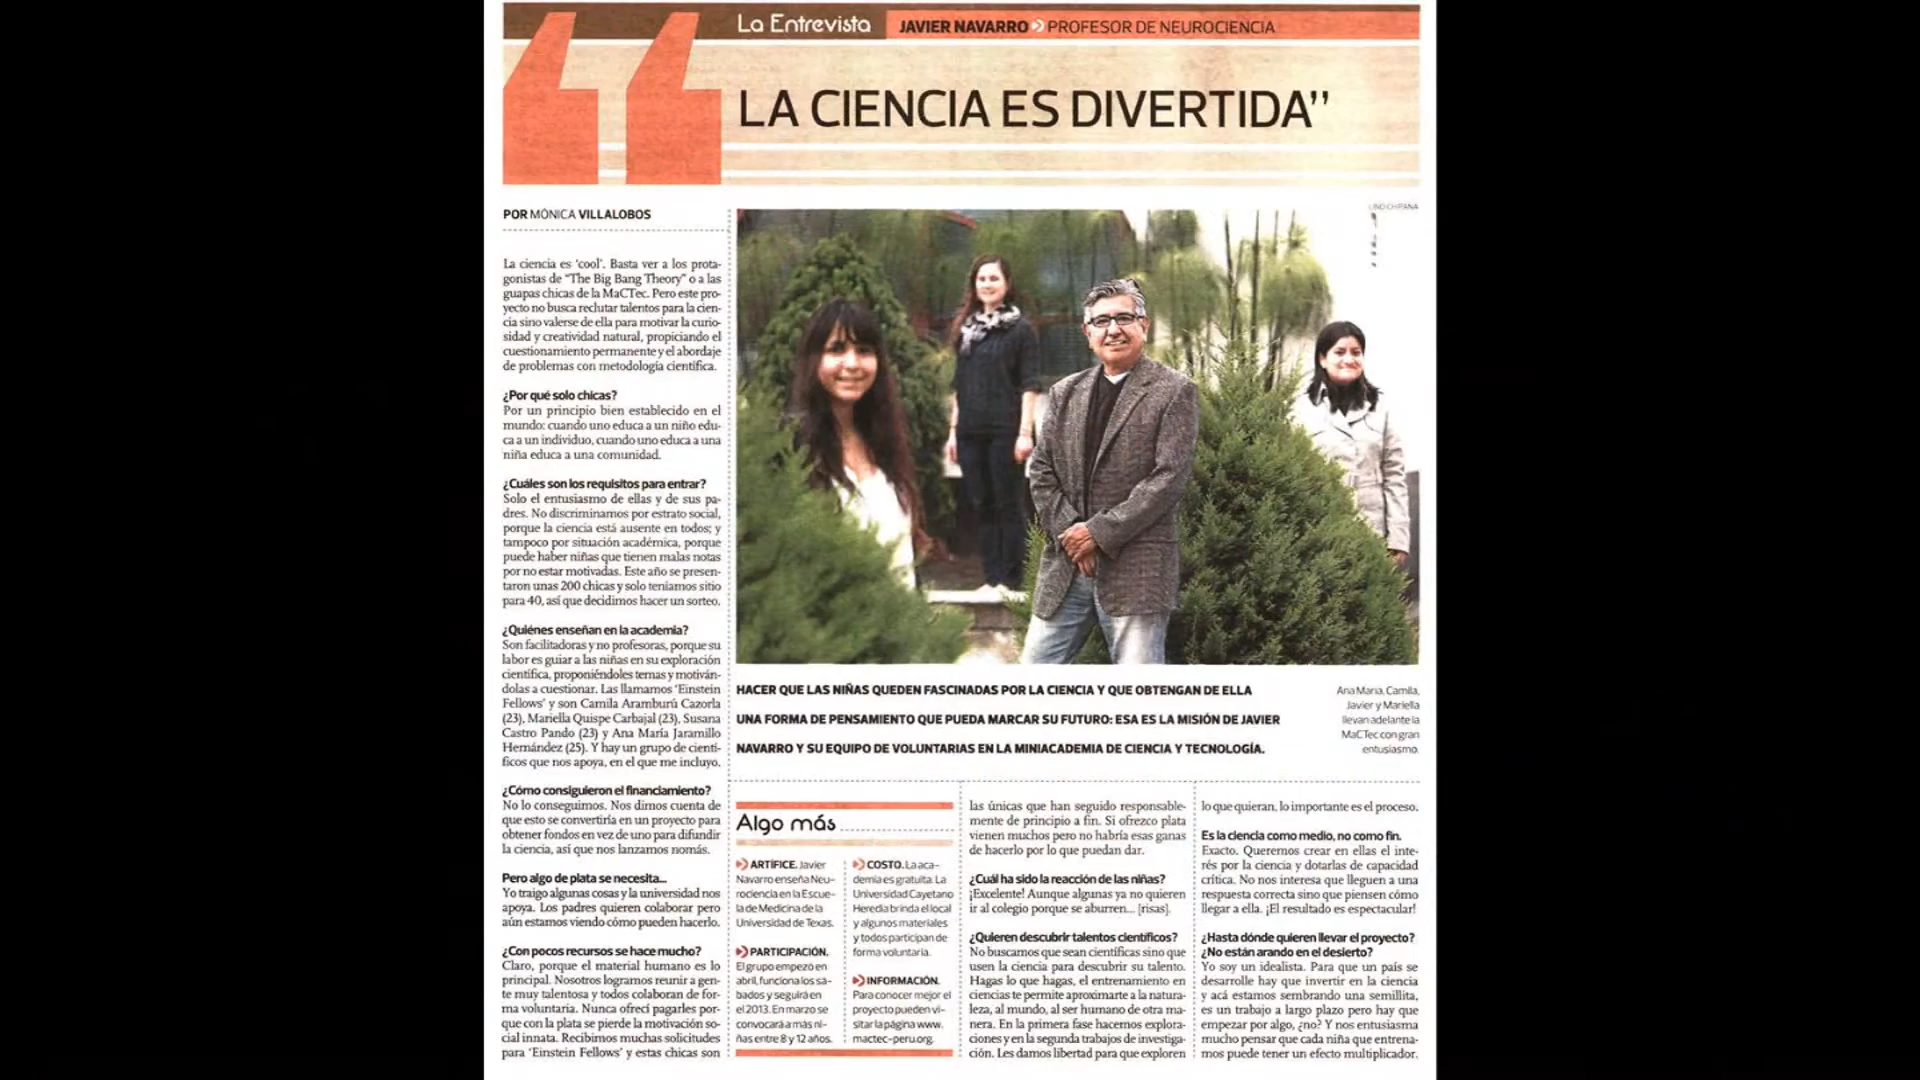 La Entrevista
JAVIER NAVARRO PROFESOR DE NEUROCIENCIA
“LA CIENCIA ES DIVERTIDA”
POR MÓNICA VILLALOBOS
La ciencia es ‘cool’. Basta ver a los prota-
gonistas de “The Big Bang Theory” o a las
guapas chicas de la MaCTec. Pero este pro-
yecto no busca reclutar talentos para la cien-
cia sino valerse de ella para motivar la curio-
sidad y creatividad natural, propiciando el
cuestionamiento permanente y el abordaje
de problemas con metodología científica.
¿Por qué solo chicas?
Por un principio bien establecido en el
mundo: cuando uno educa a un niño edu-
ca a un individuo, cuando uno educa a una
niña educa a una comunidad.
¿Cuáles son los requisitos para entrar?
Solo el entusiasmo de ellas y de sus pa-
dres. No discriminamos por estrato social,
porque la ciencia está ausente en todos; y
tampoco por situación académica, porque
puede haber niñas que tienen malas notas
por no estar motivadas. Este año se presen-
taron unas 200 chicas y solo teníamos sitio
para 40, así que decidimos hacer un sorteo.
¿Quiénes enseñan en la academia?
Son facilitadoras y no profesoras, porque su
labor es guiar a las niñas en su exploración
científica, proponiéndoles temas y motiván-
dolas a cuestionar. Las llamamos ‘Einstein
Fellows’ y son Camila Aramburú Cazorla
(23), Mariella Quispe Carbajal (23), Susana
Castro Pando (23) y Ana María Jaramillo
Hernández (25). Y hay un grupo de cientí-
ficos que nos apoya, en el que me incluyo.
¿Cómo consiguieron el financiamiento?
No lo conseguimos. Nos dimos cuenta de
que esto se convertiría en un proyecto para
obtener fondos en vez de uno para difundir
la ciencia, así que nos lanzamos nomás.
Pero algo de plata se necesita...
Yo traigo algunas cosas y la universidad nos
apoya. Los padres quieren colaborar pero
aún estamos viendo cómo pueden hacerlo.
¿Con pocos recursos se hace mucho?
Claro, porque el material humano es lo
principal. Nosotros logramos reunir a gen-
te muy talentosa y todos colaboran de for-
ma voluntaria. Nunca ofrecí pagarles por-
que con la plata se pierde la motivación so-
cial innata. Recibimos muchas solicitudes
para ‘Einstein Fellows’ y estas chicas son
HACER QUE LAS NIÑAS QUEDEN FASCINADAS POR LA CIENCIA Y QUE OBTENGAN DE ELLA
UNA FORMA DE PENSAMIENTO QUE PUEDA MARCAR SU FUTURO: ESA ES LA MISIÓN DE JAVIER
NAVARRO Y SU EQUIPO DE VOLUNTARIAS EN LA MINIACADEMIA DE CIENCIA Y TECNOLOGÍA.
Ana María, Camila,
Javier y Mariella
llevan adelante la
MaCTec con gran
entusiasmo.
Algo más
ARTÍFICE. Javier
Navarro enseña Neu-
rociencia en la Escue-
la de Medicina de la
Universidad de Texas.
PARTICIPACIÓN.
El grupo empezó en
abril, funciona los sá-
bados y seguirá en
el 2013. En marzo se
convocará a más ni-
ñas entre 8 y 12 años.
COSTO. La aca-
demia es gratuita. La
Universidad Cayetano
Heredia brinda el local
y algunos materiales
y todos participan de
forma voluntaria.
INFORMACIÓN.
Para conocer mejor el
proyecto pueden vi-
sitar la página www.
mactec-peru.org.
las únicas que han seguido responsable-
mente de principio a fin. Si ofrezco plata
vienen muchos pero no habría esas ganas
de hacerlo por lo que puedan dar.
¿Cuál ha sido la reacción de las niñas?
¡Excelente! Aunque algunas ya no quieren
ir al colegio porque se aburren... [risas].
¿Quieren descubrir talentos científicos?
No buscamos que sean científicas sino que
usen la ciencia para descubrir su talento.
Hagas lo que hagas, el entrenamiento en
ciencias te permite aproximarte a la natura-
leza, al mundo, al ser humano de otra ma-
nera. En la primera fase hacemos explora-
ciones y en la segunda trabajos de investiga-
ción. Les damos libertad para que exploren
lo que quieran, lo importante es el proceso.
Es la ciencia como medio, no como fin.
Exacto. Queremos crear en ellas el inte-
rés por la ciencia y dotarlas de capacidad
crítica. No nos interesa que lleguen a una
respuesta correcta sino que piensen cómo
llegar a ella. ¡El resultado es espectacular!
¿Hasta dónde quieren llevar el proyecto?
¿No están arando en el desierto?
Yo soy un idealista. Para que un país se
desarrolle hay que invertir en la ciencia
y acá estamos sembrando una semillita,
es un trabajo a largo plazo pero hay que
empezar por algo, ¿no? Y nos entusiasma
mucho pensar que cada niña que entrena-
mos puede tener un efecto multiplicador.